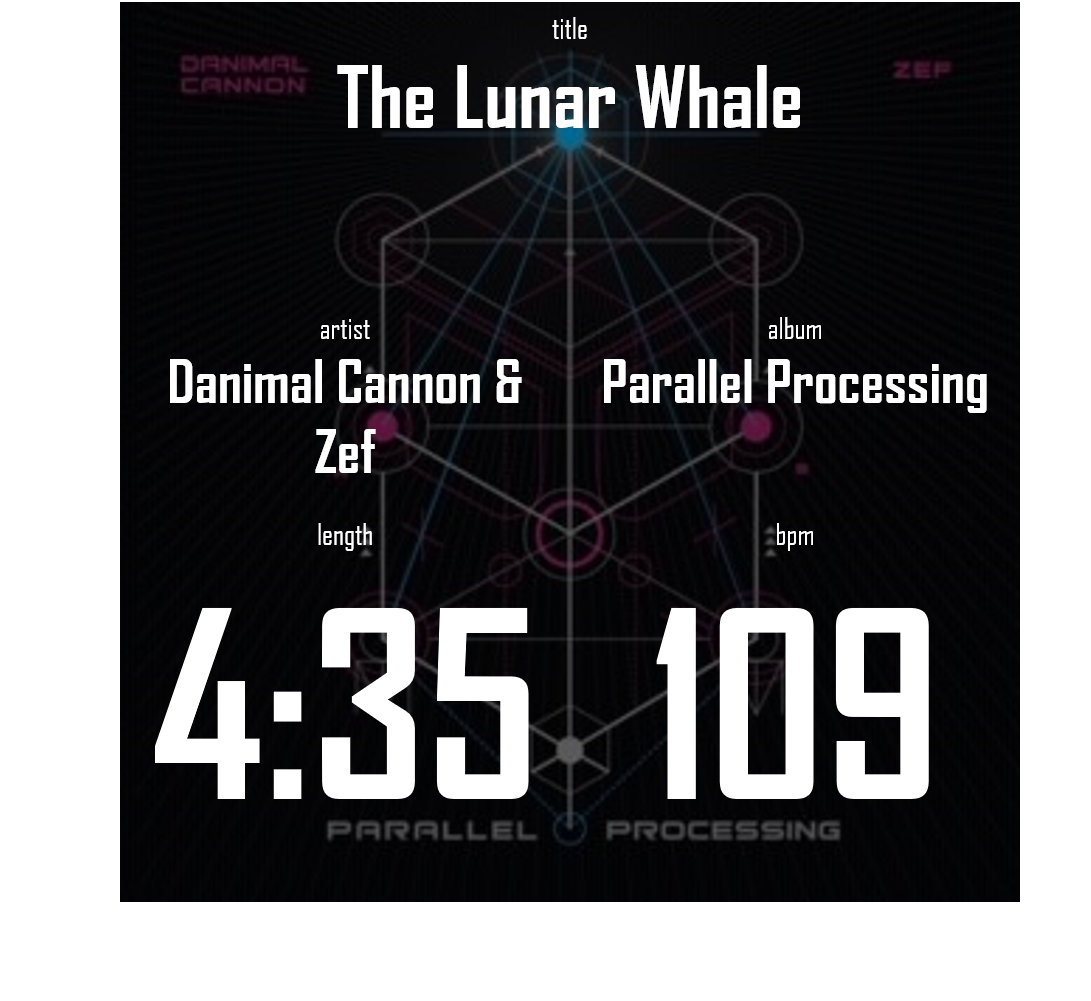 title
DANIMAL
CANNON
ZEF
The Lunar Whale
artist
Danimal Cannon &
Zef
album
Parallel Processing
length
4:35
bpm
109
PARALLEL PROCESSING